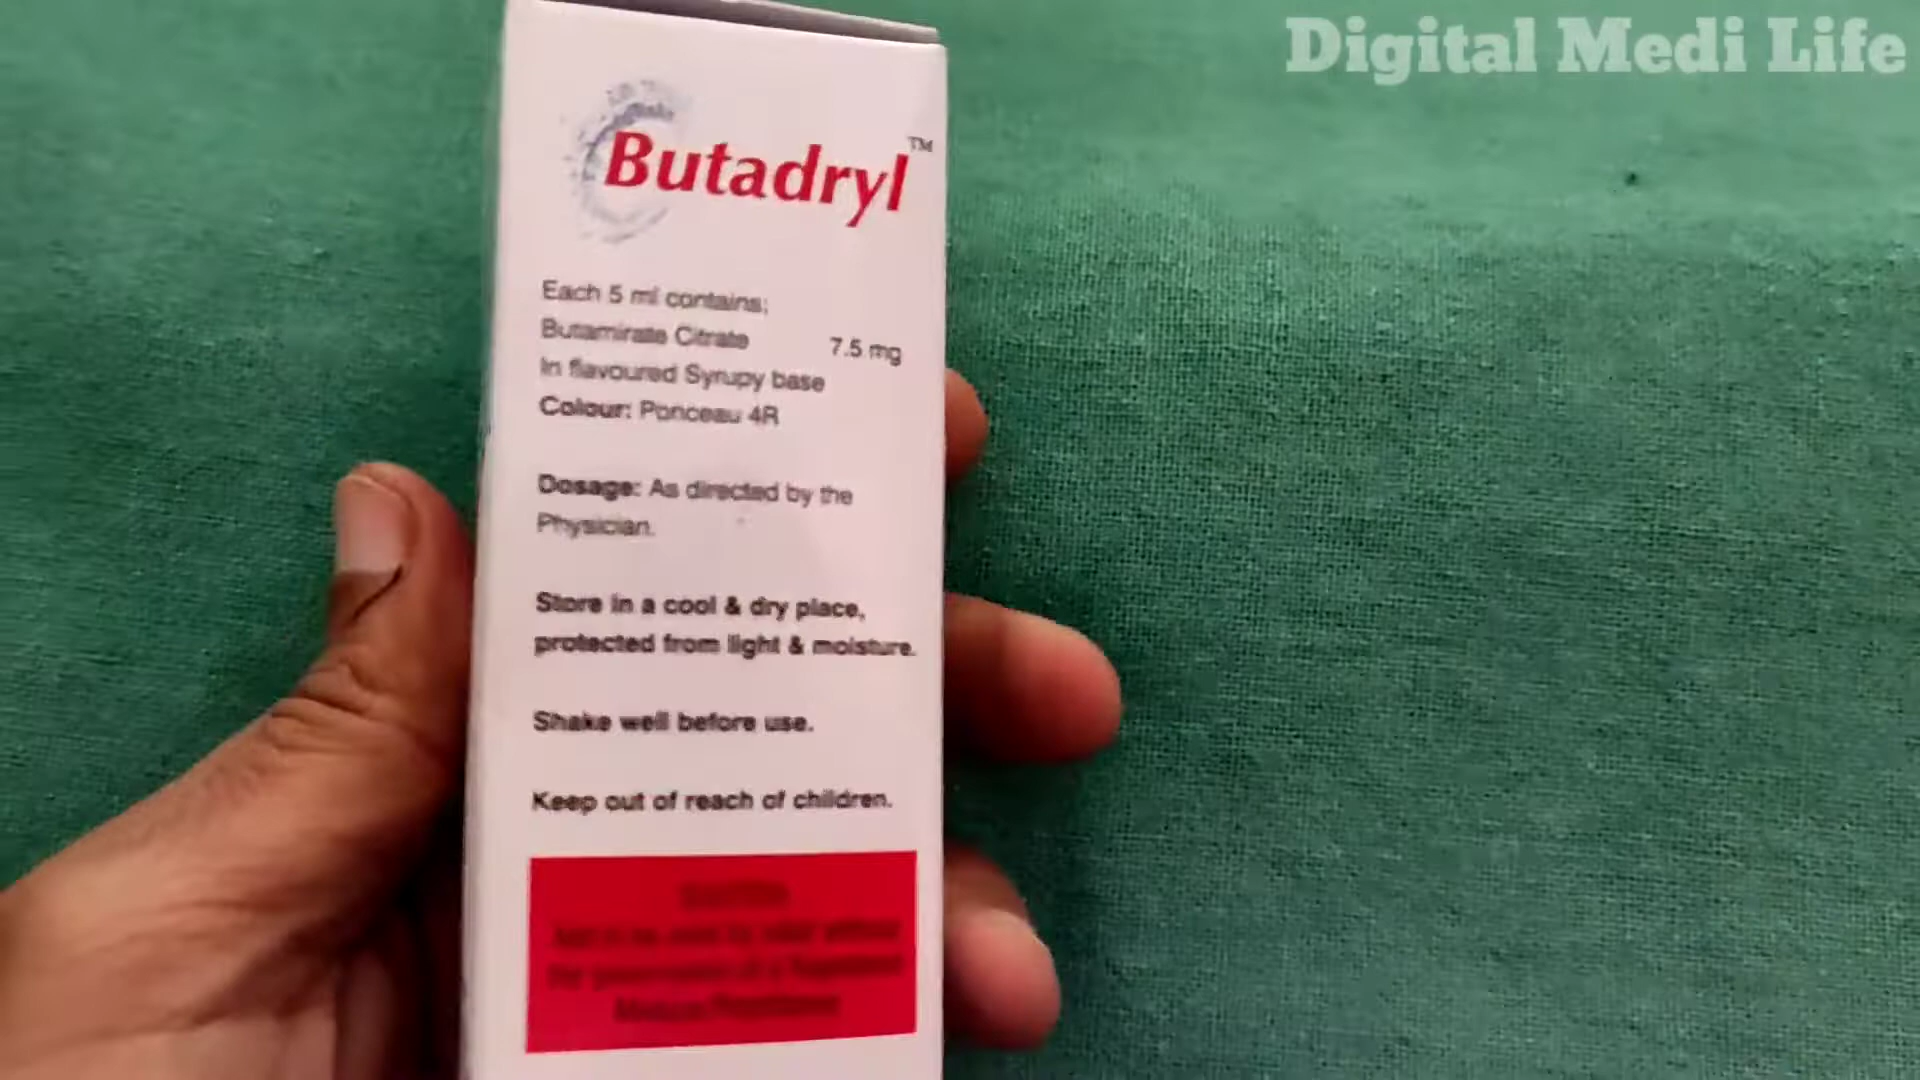 Digital Medi Life
Butadryl™
Each 5 ml contains;
Butamirate Citrate 7.5 mg
In flavoured Syrupy base
Colour: Ponceau 4R
Dosage: As directed by the
Physician.
Store in a cool & dry place,
protected from light & moisture.
Shake well before use.
Keep out of reach of children.